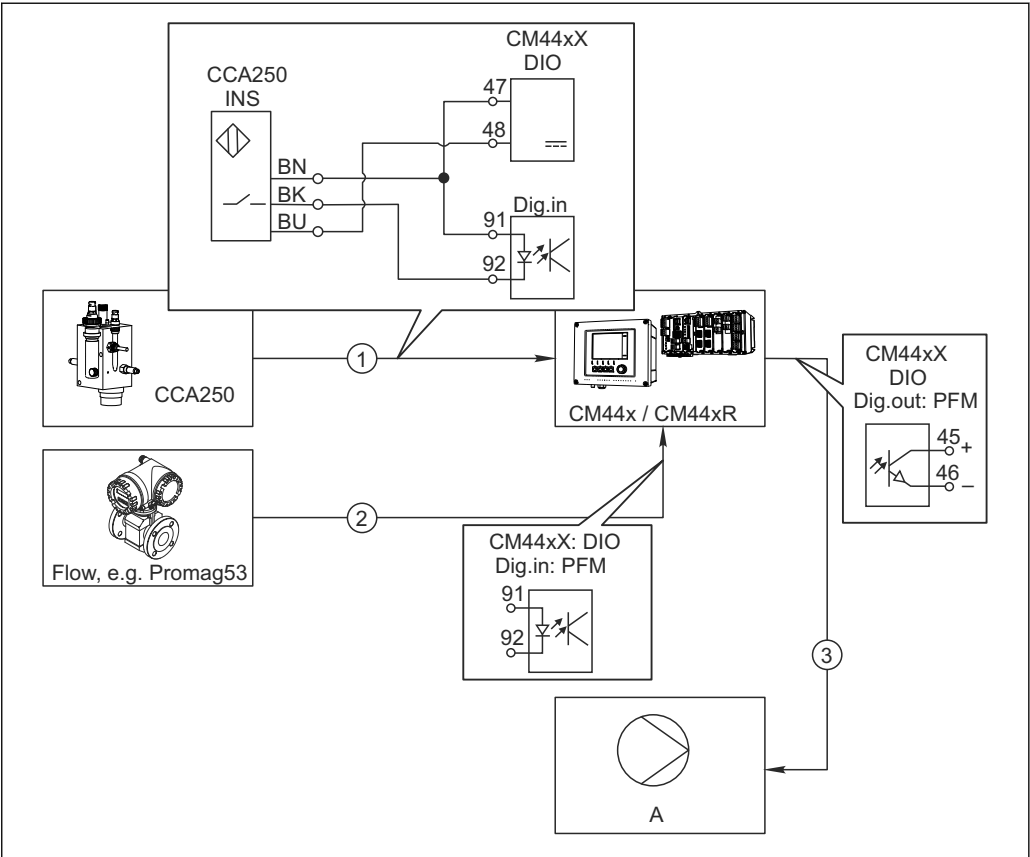 CM44xX
DIO
CCA250
INS
47
48
BN
BK
BU
Dig.in
91
92
CCA250
1
CM44x / CM44xR
CM44xX
DIO
Dig.out: PFM
45
+
46
–
Flow, e.g. Promag53
2
CM44xX: DIO
Dig.in: PFM
91
92
3
A